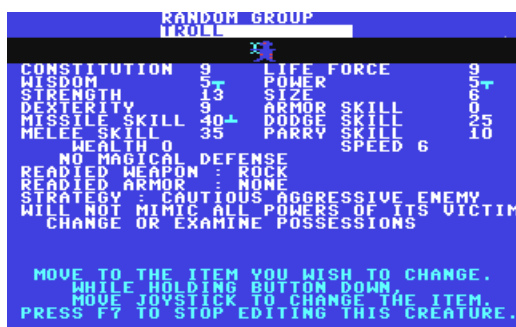 RANDOM GROUP
TROLL
CONSTITUTION 9 LIFE FORCE 9
WISDOM 5 POWER 5
STRENGTH 13 SIZE 6
DEXTERITY 9 ARMOR SKILL 0
MISSILE SKILL 40 DODGE SKILL 25
MELEE SKILL 35 PARRY SKILL 10
WEALTH 0 SPEED 6
NO MAGICAL DEFENSE
READIED WEAPON : ROCK
READIED ARMOR : NONE
STRATEGY : CAUTIOUS AGGRESSIVE ENEMY
WILL NOT MIMIC ALL POWERS OF ITS VICTIM
CHANGE OR EXAMINE POSSESSIONS
MOVE TO THE ITEM YOU WISH TO CHANGE.
WHILE HOLDING BUTTON DOWN,
MOVE JOYSTICK TO CHANGE THE ITEM.
PRESS F7 TO STOP EDITING THIS CREATURE.